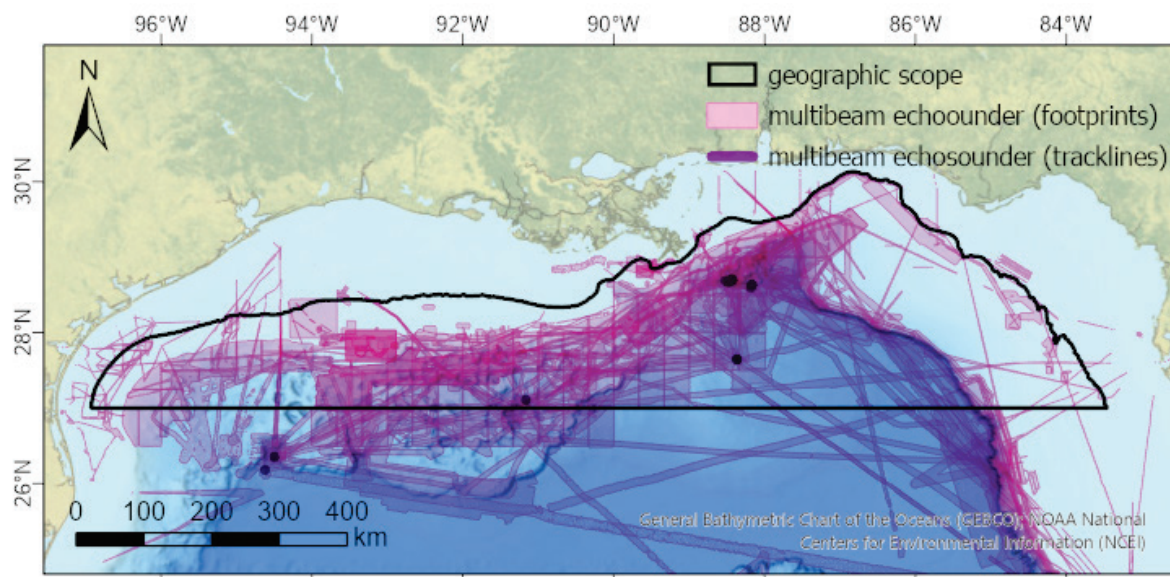 96°W 94°W 92°W 90°W 88°W 86°W 84°W
N
geographic scope
multibeam echoounder (footprints)
multibeam echosounder (tracklines)
30°N
28°N
26°N
0 100 200 300 400
km
General Bathymetric Chart of the Oceans (GEBCO); NOAA National
Centers for Environmental Information (NCEI)